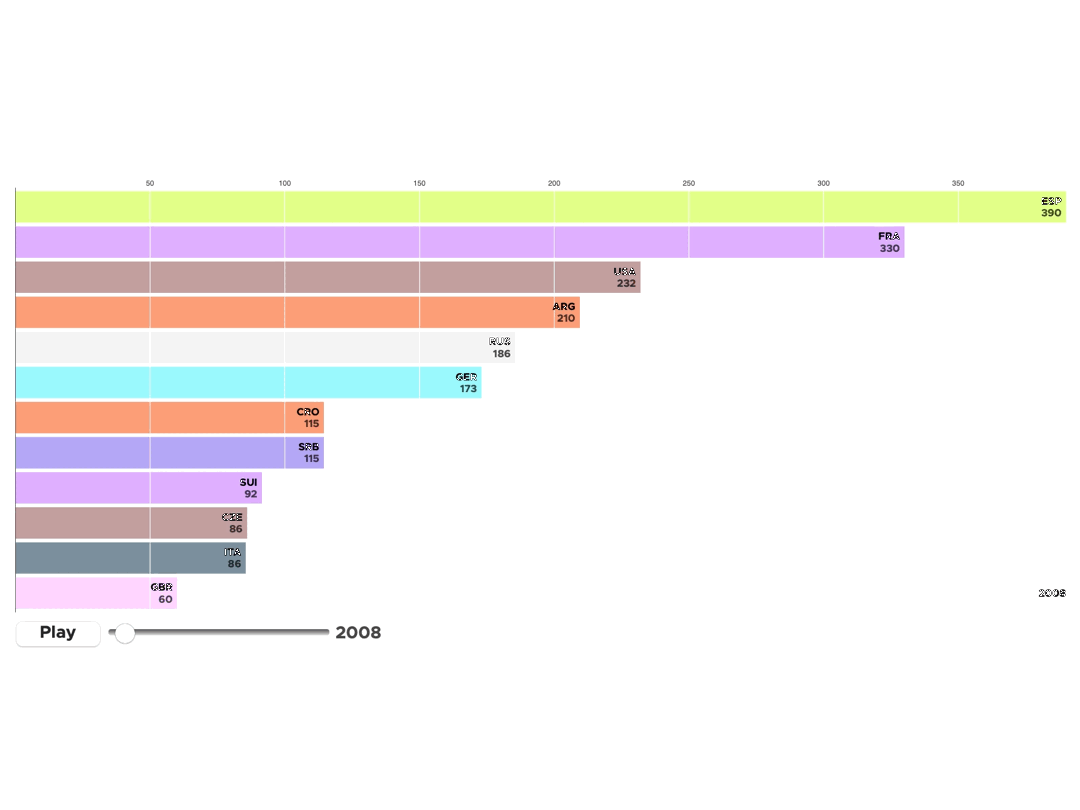 50 100 150 200 250 300 350
ESP
390
FRA
330
USA
232
ARG
210
RUS
186
GER
173
CRO
115
SRB
115
SUI
92
CZE
86
ITA
86
GBR
60
2008
Play 2008